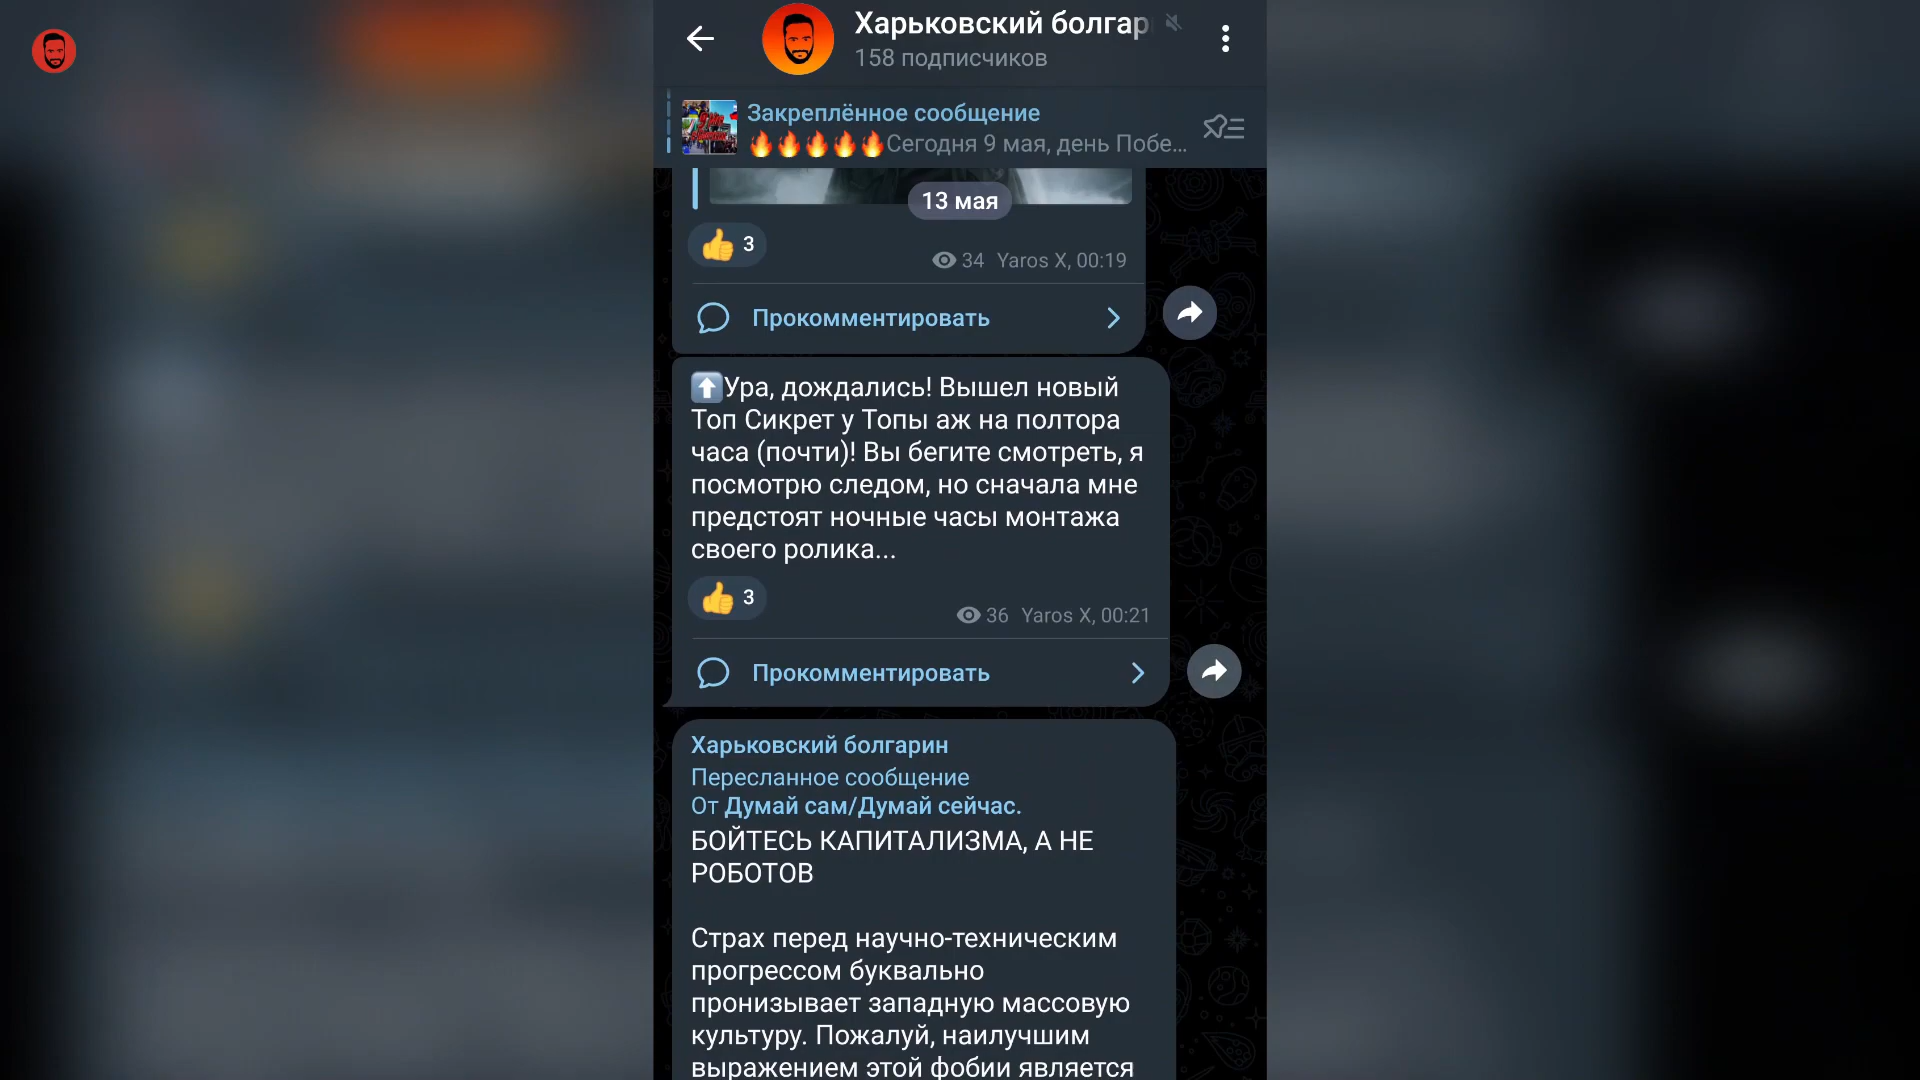 Харьковский болгар
158 подписчиков
Закреплённое сообщение
🔥🔥🔥🔥🔥Сегодня 9 мая, день Побе...
13 мая
👍 3
34 Yaros X, 00:19
Прокомментировать
⬆️Ура, дождались! Вышел новый
Топ Сикрет у Топы аж на полтора
часа (почти)! Вы бегите смотреть, я
посмотрю следом, но сначала мне
предстоят ночные часы монтажа
своего ролика...
👍 3
36 Yaros X, 00:21
Прокомментировать
Харьковский болгарин
Пересланное сообщение
От Думай сам/Думай сейчас.
БОЙТЕСЬ КАПИТАЛИЗМА, А НЕ
РОБОТОВ
Страх перед научно-техническим
прогрессом буквально
пронизывает западную массовую
культуру. Пожалуй, наилучшим
выражением этой фобии является